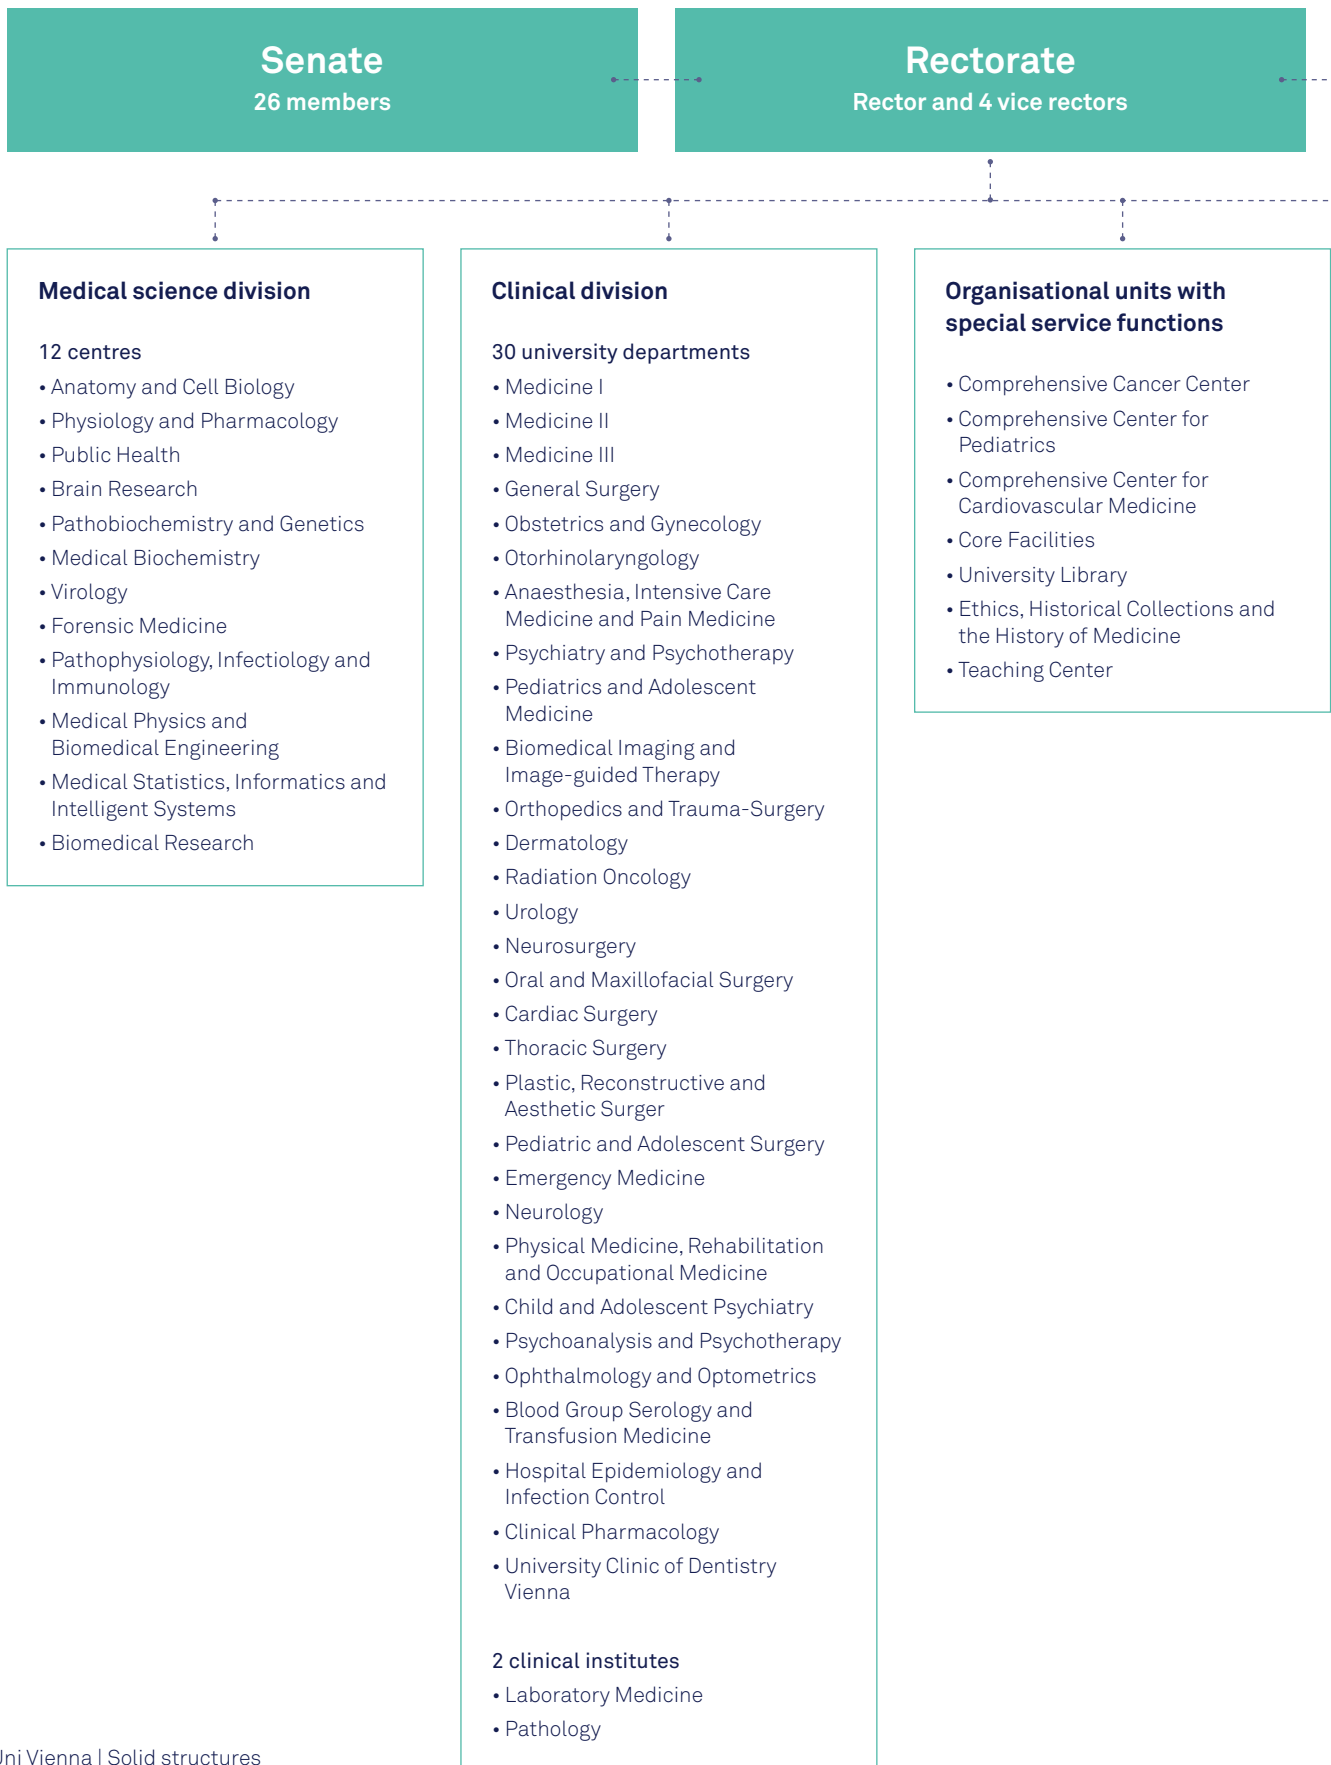 Senate
26 members
Rectorate
Rector and 4 vice rectors
Medical science division
12 centres
• Anatomy and Cell Biology
• Physiology and Pharmacology
• Public Health
• Brain Research
• Pathobiochemistry and Genetics
• Medical Biochemistry
• Virology
• Forensic Medicine
• Pathophysiology, Infectiology and
Immunology
• Medical Physics and
Biomedical Engineering
• Medical Statistics, Informatics and
Intelligent Systems
• Biomedical Research
Clinical division
30 university departments
• Medicine I
• Medicine II
• Medicine III
• General Surgery
• Obstetrics and Gynecology
• Otorhinolaryngology
• Anaesthesia, Intensive Care
Medicine and Pain Medicine
• Psychiatry and Psychotherapy
• Pediatrics and Adolescent
Medicine
• Biomedical Imaging and
Image-guided Therapy
• Orthopedics and Trauma-Surgery
• Dermatology
• Radiation Oncology
• Urology
• Neurosurgery
• Oral and Maxillofacial Surgery
• Cardiac Surgery
• Thoracic Surgery
• Plastic, Reconstructive and
Aesthetic Surger
• Pediatric and Adolescent Surgery
• Emergency Medicine
• Neurology
• Physical Medicine, Rehabilitation
and Occupational Medicine
• Child and Adolescent Psychiatry
• Psychoanalysis and Psychotherapy
• Ophthalmology and Optometrics
• Blood Group Serology and
Transfusion Medicine
• Hospital Epidemiology and
Infection Control
• Clinical Pharmacology
• University Clinic of Dentistry
Vienna
2 clinical institutes
• Laboratory Medicine
• Pathology
Organisational units with
special service functions
• Comprehensive Cancer Center
• Comprehensive Center for
Pediatrics
• Comprehensive Center for
Cardiovascular Medicine
• Core Facilities
• University Library
• Ethics, Historical Collections and
the History of Medicine
• Teaching Center
Uni Vienna | Solid structures